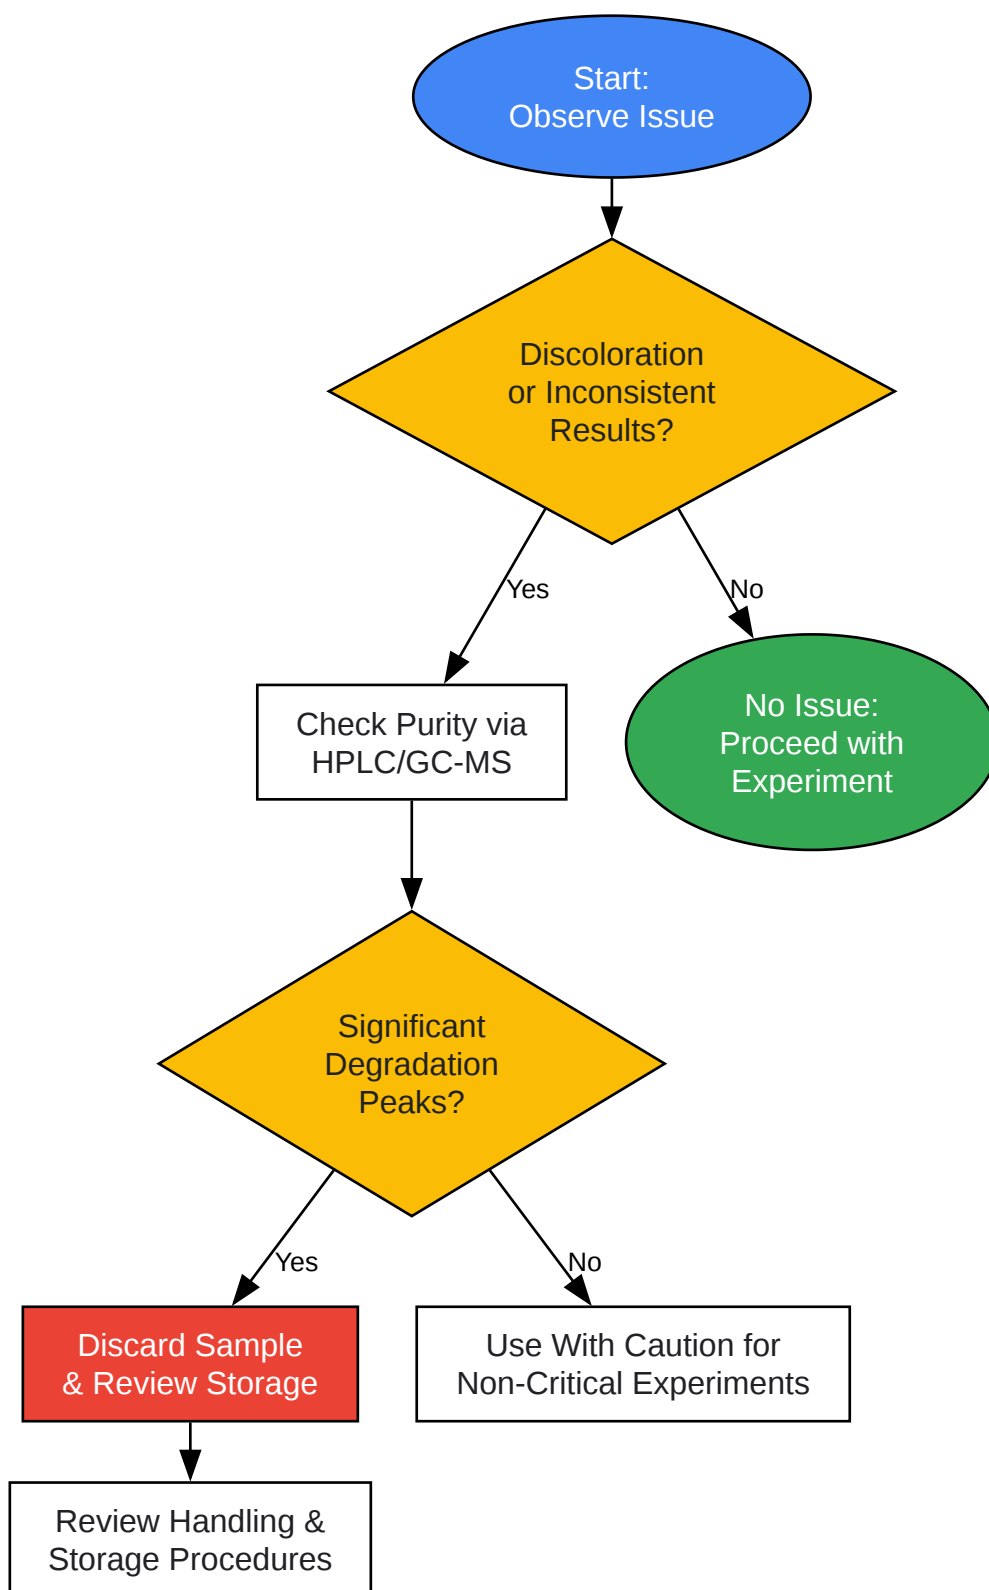 Start:
Observe Issue
Discoloration
or Inconsistent
Results?
Yes
No
Check Purity via
HPLC/GC-MS
No Issue:
Proceed with
Experiment
Significant
Degradation
Peaks?
Yes
No
Discard Sample
& Review Storage
Use With Caution for
Non-Critical Experiments
Review Handling &
Storage Procedures